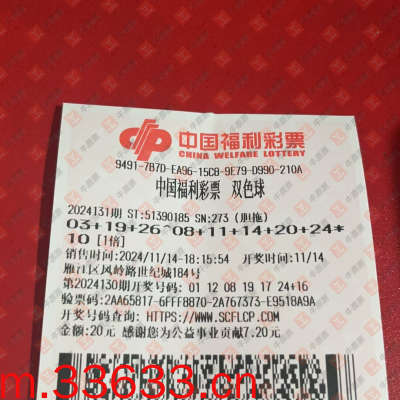 中国福利彩票
CHINA WELFARE LOTTERY
9491-7B7D-EA96-15C8-9E79-D990-210A
中国福利彩票 双色球
2024131期 ST:51390185 SN:273 (胆拖)
03+19+26^08+11+14+20+24*
10 [1倍]
销售时间:2024/11/14-18:15:54 开奖时间:11/14
雁江区凤岭路世纪城184号
第2024130期开奖号码: 01 12 08 19 17 24+16
验票码:2AA65817-6FFF8870-2A767373-E9518A9A
开奖号码查询: HTTPS://WWW.SCFLCP.COM
金额:20元 感谢您为公益事业贡献7.20元.
m.33633.cn